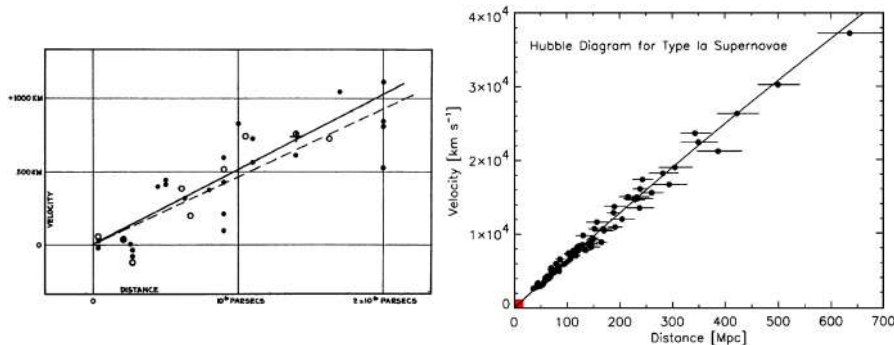 +1000 KM
500 KM
0
VELOCITY
DISTANCE
0
10⁶ PARSECS
2×10⁶ PARSECS
Hubble Diagram for Type Ia Supernovae
4×10⁴
3×10⁴
2×10⁴
10⁴
0
Velocity [km s⁻¹]
0 100 200 300 400 500 600 700
Distance [Mpc]